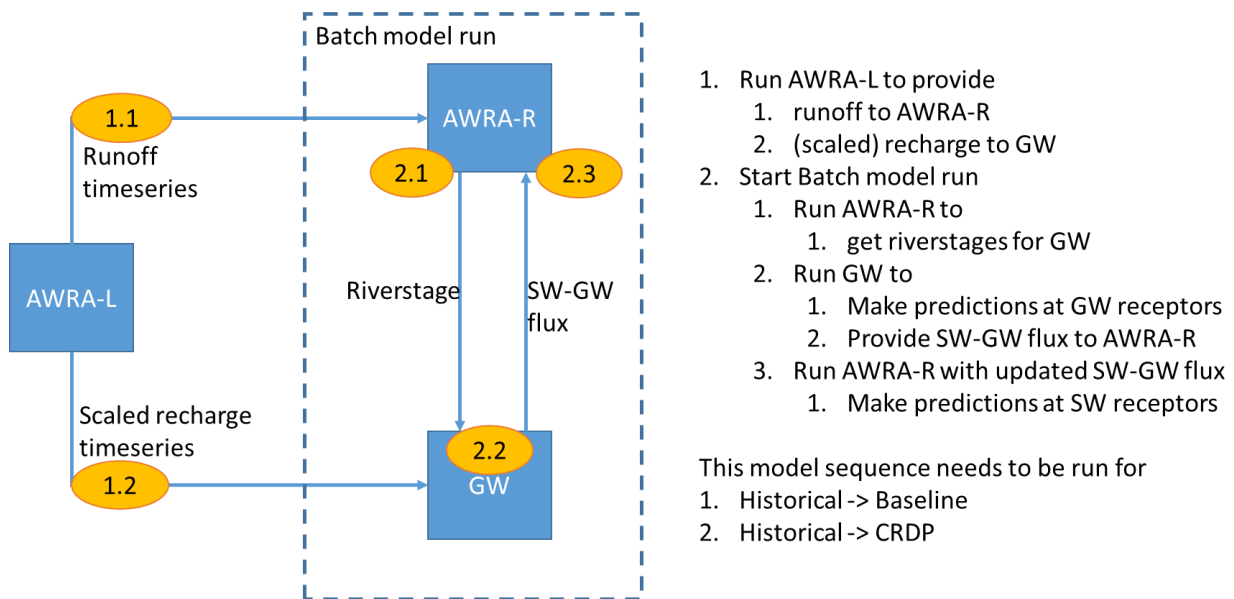 Batch model run
1.1
AWRA-R
Runoff
timeseries
2.1
2.3
AWRA-L
Riverstage
SW-GW
flux
Scaled recharge
timeseries
1.2
2.2
GW
1. Run AWRA-L to provide
1. runoff to AWRA-R
2. (scaled) recharge to GW
2. Start Batch model run
1. Run AWRA-R to
1. get riverstages for GW
2. Run GW to
1. Make predictions at GW receptors
2. Provide SW-GW flux to AWRA-R
3. Run AWRA-R with updated SW-GW flux
1. Make predictions at SW receptors
This model sequence needs to be run for
1. Historical -> Baseline
2. Historical -> CRDP